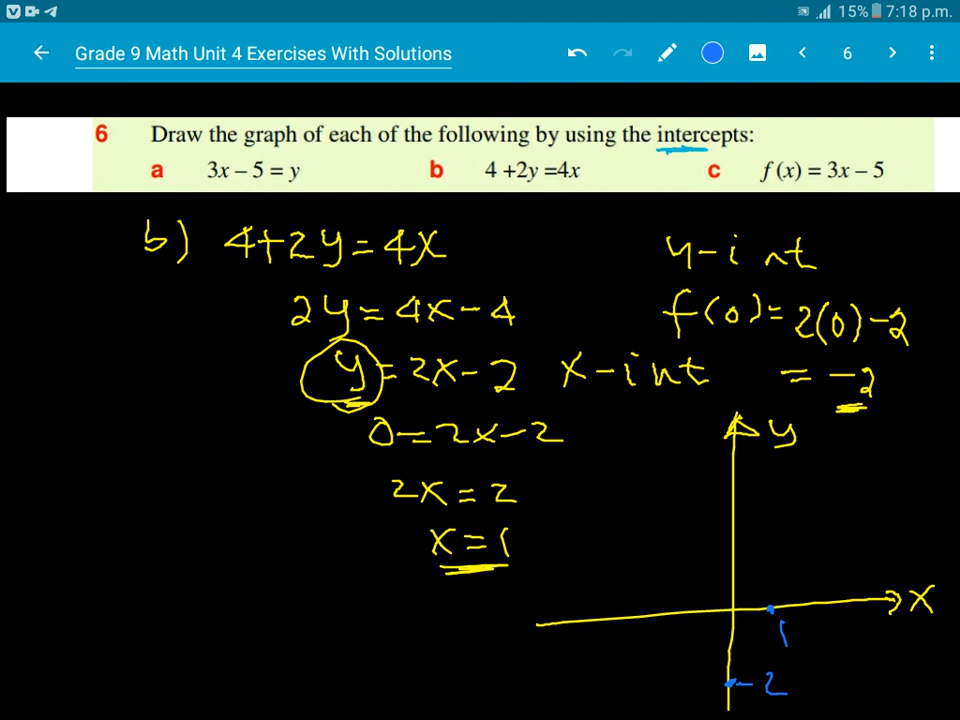 15% 7:18 p.m.
Grade 9 Math Unit 4 Exercises With Solutions 6
6 Draw the graph of each of the following by using the intercepts:
a 3x – 5 = y b 4 +2y =4x c f (x) = 3x – 5
b) 4+2y=4x
2y=4x-4
y=2x-2
0=2x-2
2x=2
x=1
y-int
f(0)=2(0)-2
x-int =-2
y
x
1
-2